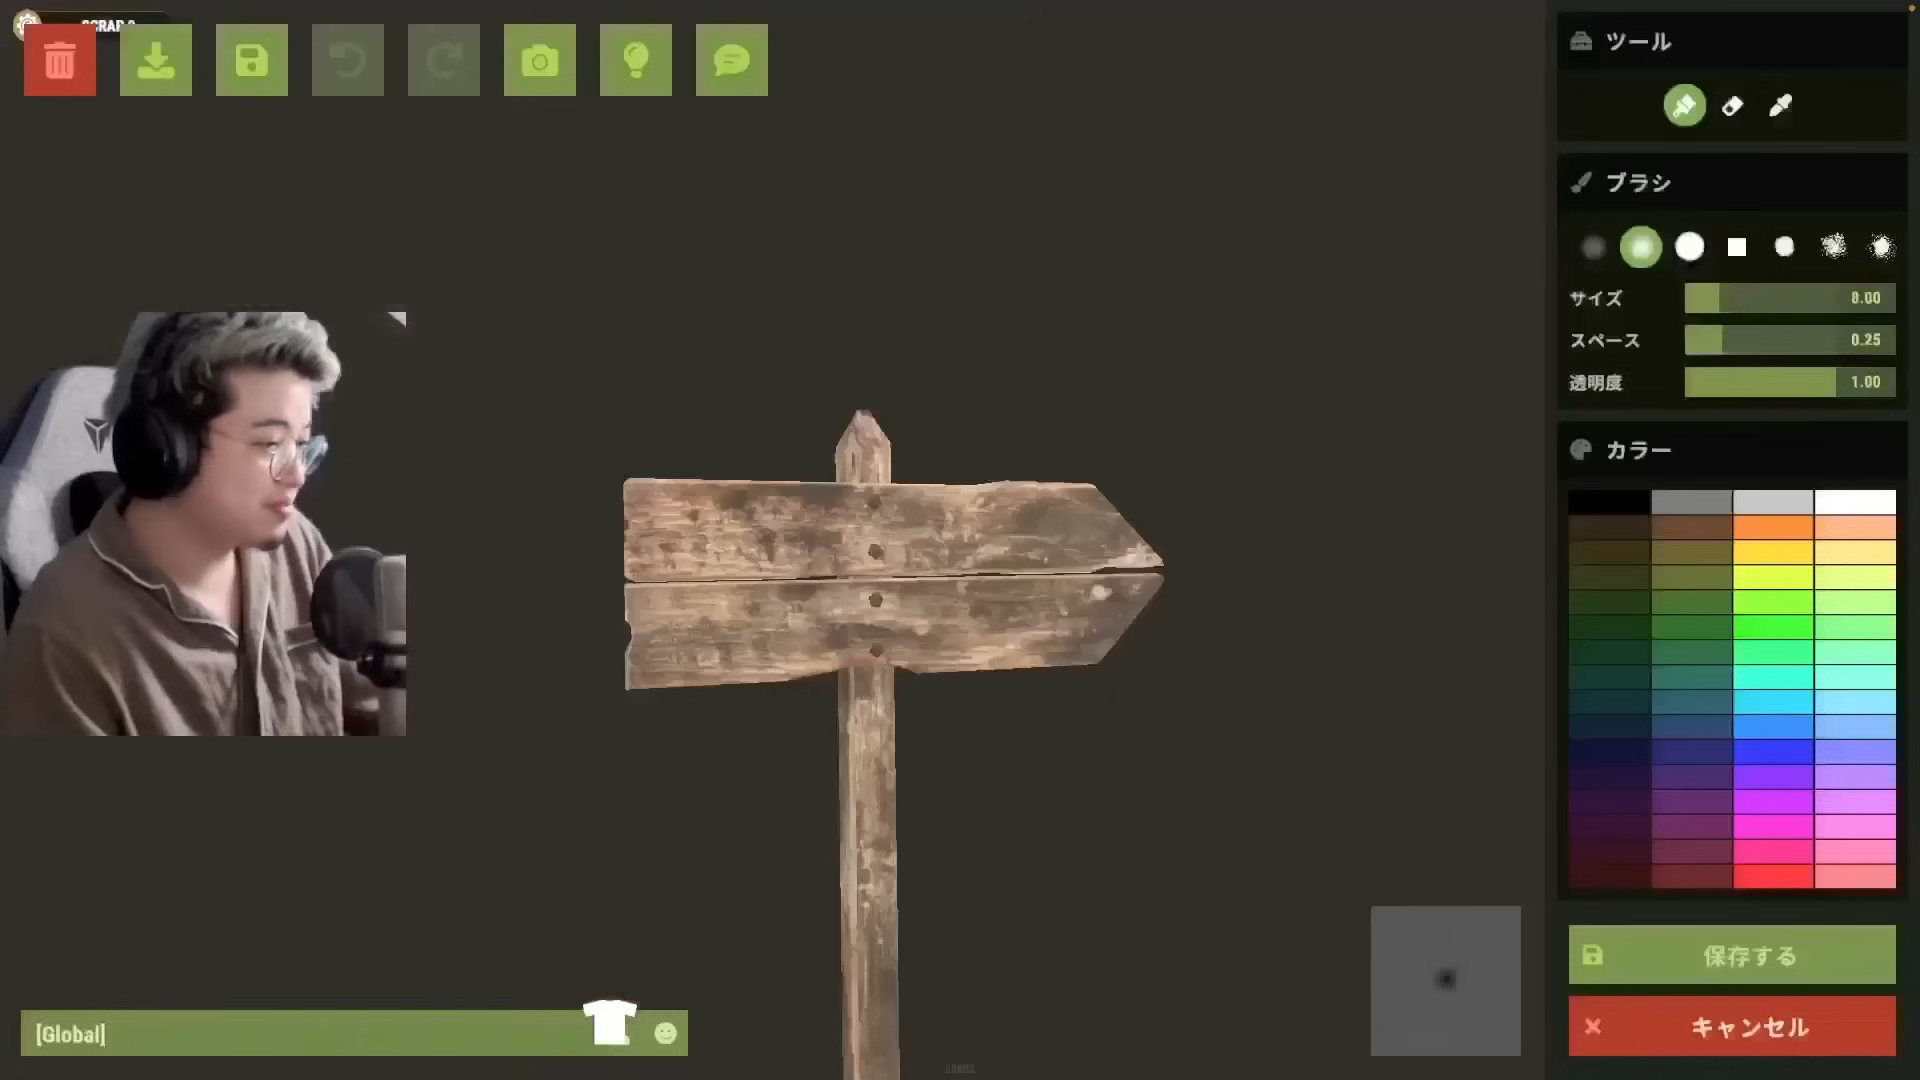 SCRAP
ツール
ブラシ
サイズ 8.00
スペース 0.25
透明度 1.00
カラー
保存する
キャンセル
[Global]